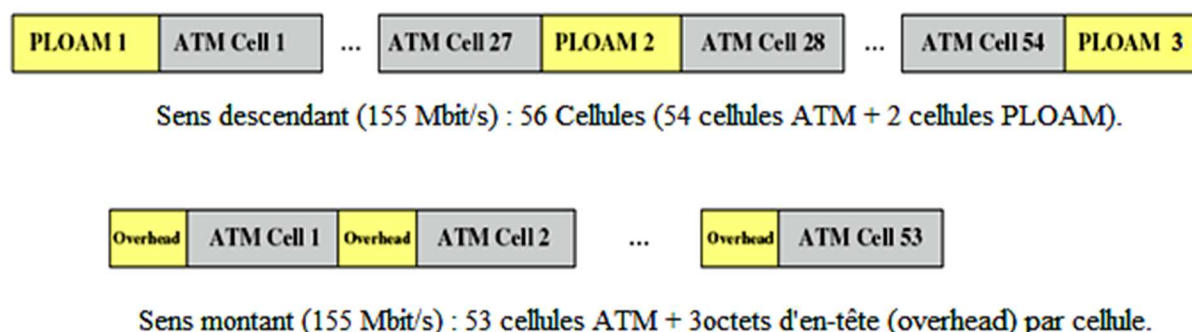 PLOAM 1 ATM Cell 1 ... ATM Cell 27 PLOAM 2 ATM Cell 28 ... ATM Cell 54 PLOAM 3
Sens descendant (155 Mbit/s) : 56 Cellules (54 cellules ATM + 2 cellules PLOAM).
Overhead ATM Cell 1 Overhead ATM Cell 2 ... Overhead ATM Cell 53
Sens montant (155 Mbit/s) : 53 cellules ATM + 3octets d'en-tête (overhead) par cellule.